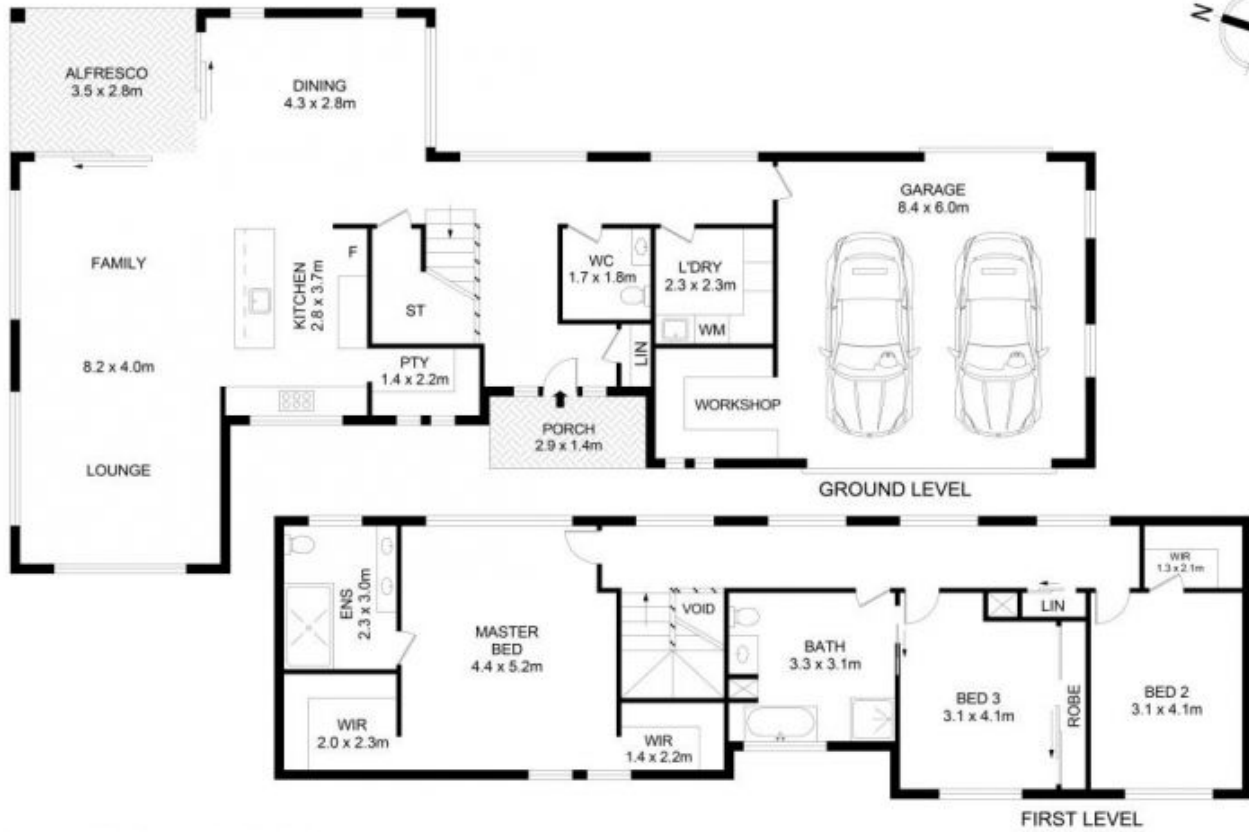 N
ALFRESCO
3.5 x 2.8m
DINING
4.3 x 2.8m
GARAGE
8.4 x 6.0m
FAMILY
KITCHEN
2.8 x 3.7m
F
WC
1.7 x 1.8m
L'DRY
2.3 x 2.3m
ST
WM
8.2 x 4.0m
PTY
1.4 x 2.2m
LIN
WORKSHOP
PORCH
2.9 x 1.4m
LOUNGE
GROUND LEVEL
ENS
2.3 x 3.0m
MASTER
BED
4.4 x 5.2m
VOID
BATH
3.3 x 3.1m
LIN
WIR
1.3 x 2.1m
BED 3
3.1 x 4.1m
ROBE
BED 2
3.1 x 4.1m
WIR
2.0 x 2.3m
WIR
1.4 x 2.2m
FIRST LEVEL